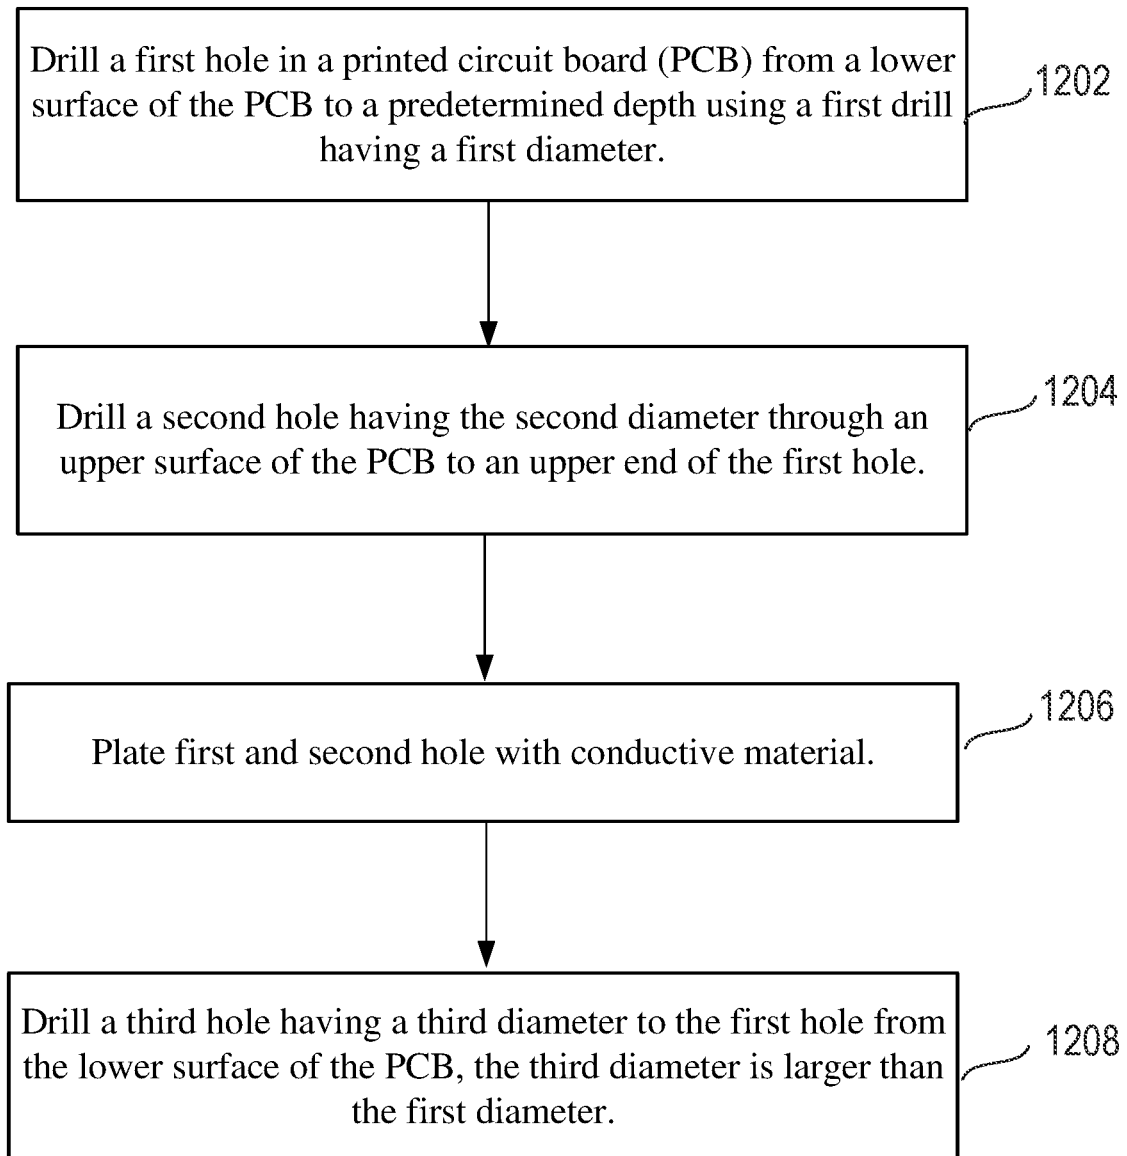 Drill a first hole in a printed circuit board (PCB) from a lower
surface of the PCB to a predetermined depth using a first drill
having a first diameter.
1202
Drill a second hole having the second diameter through an
upper surface of the PCB to an upper end of the first hole.
1204
Plate first and second hole with conductive material.
1206
Drill a third hole having a third diameter to the first hole from
the lower surface of the PCB, the third diameter is larger than
the first diameter.
1208